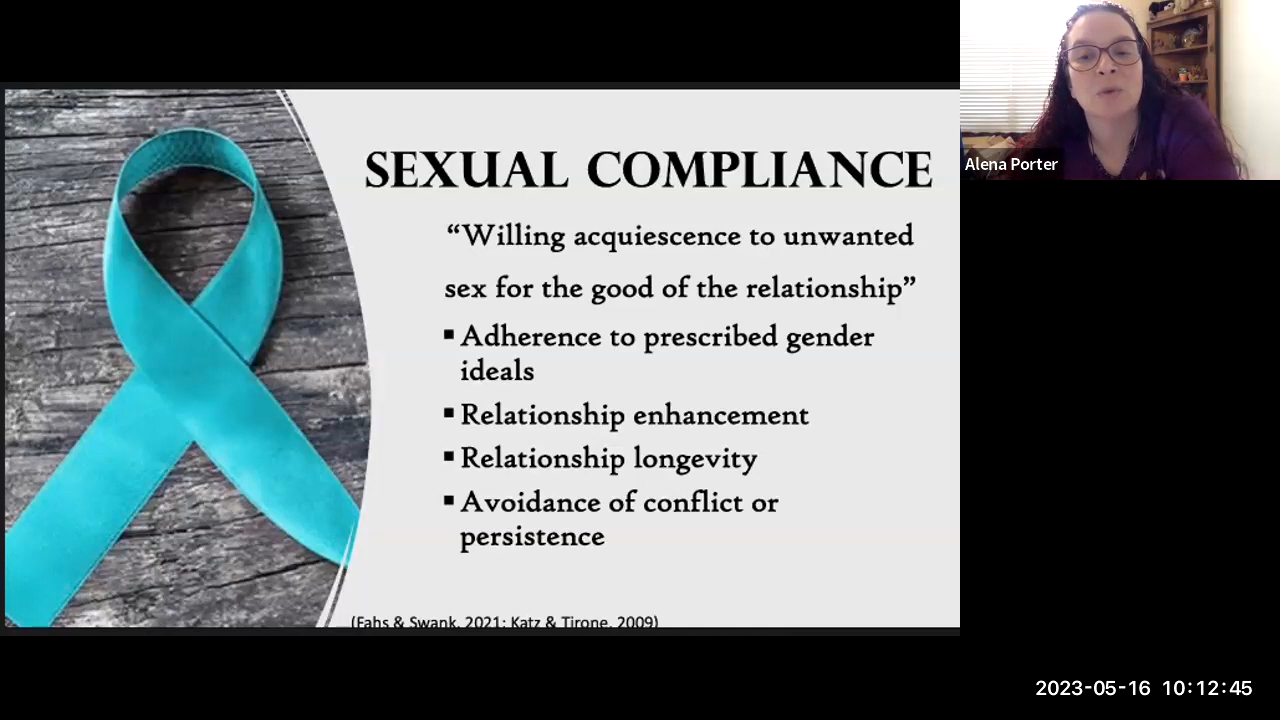 SEXUAL COMPLIANCE
“Willing acquiescence to unwanted
sex for the good of the relationship”
▪ Adherence to prescribed gender
ideals
▪ Relationship enhancement
▪ Relationship longevity
▪ Avoidance of conflict or
persistence
(Fahs & Swank, 2021; Katz & Tirone, 2009)
Alena Porter
2023-05-16 10:12:45